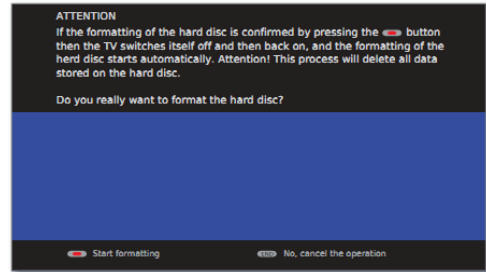 ATTENTION
If the formatting of the hard disc is confirmed by pressing the button
then the TV switches itself off and then back on, and the formatting of the
herd disc starts automatically. Attention! This process will delete all data
stored on the hard disc.
Do you really want to format the hard disc?
Start formatting
END No, cancel the operation